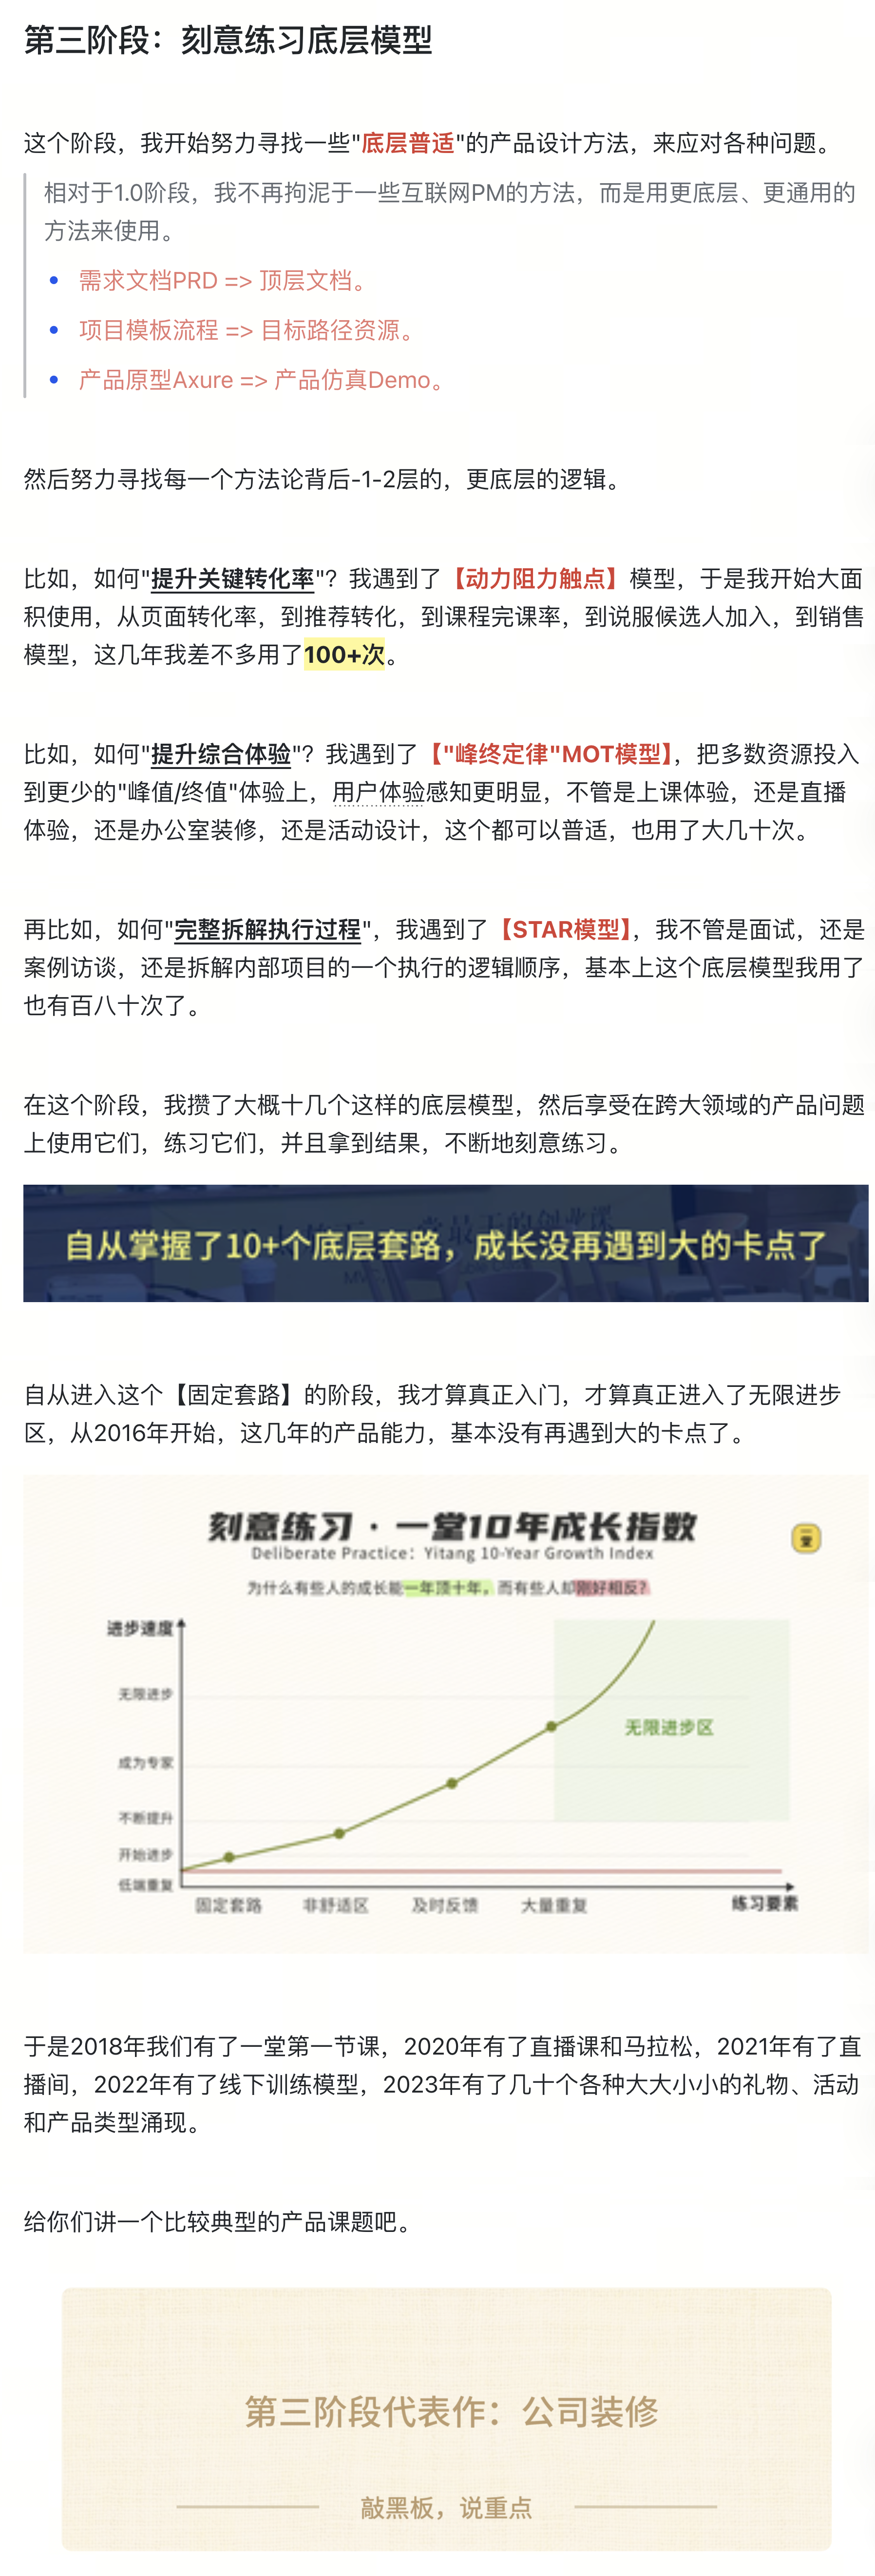 第三阶段：刻意练习底层模型
这个阶段，我开始努力寻找一些"底层普适"的产品设计方法，来应对各种问题。
相对于1.0阶段，我不再拘泥于一些互联网PM的方法，而是用更底层、更通用的
方法来使用。
• 需求文档PRD => 顶层文档。
• 项目模板流程 => 目标路径资源。
• 产品原型Axure => 产品仿真Demo。
然后努力寻找每一个方法论背后-1-2层的，更底层的逻辑。
比如，如何"提升关键转化率"？我遇到了【动力阻力触点】模型，于是我开始大面
积使用，从页面转化率，到推荐转化，到课程完课率，到说服候选人加入，到销售
模型，这几年我差不多用了100+次。
比如，如何"提升综合体验"？我遇到了【"峰终定律"MOT模型】，把多数资源投入
到更少的"峰值/终值"体验上，用户体验感知更明显，不管是上课体验，还是直播
体验，还是办公室装修，还是活动设计，这个都可以普适，也用了大几十次。
再比如，如何"完整拆解执行过程"，我遇到了【STAR模型】，我不管是面试，还是
案例访谈，还是拆解内部项目的一个执行的逻辑顺序，基本上这个底层模型我用了
也有百八十次了。
在这个阶段，我攒了大概十几个这样的底层模型，然后享受在跨大领域的产品问题
上使用它们，练习它们，并且拿到结果，不断地刻意练习。
自从掌握了10+个底层套路，成长没再遇到大的卡点了
自从进入这个【固定套路】的阶段，我才算真正入门，才算真正进入了无限进步
区，从2016年开始，这几年的产品能力，基本没有再遇到大的卡点了。
刻意练习 · 一堂10年成长指数
Deliberate Practice：Yitang 10-Year Growth Index
一堂
为什么有些人的成长能一年顶十年，而有些人却刚好相反？
进步速度
无限进步
无限进步区
成为专家
不断提升
开始进步
低端重复
固定套路 非舒适区 及时反馈 大量重复 练习要素
于是2018年我们有了一堂第一节课，2020年有了直播课和马拉松，2021年有了直
播间，2022年有了线下训练模型，2023年有了几十个各种大大小小的礼物、活动
和产品类型涌现。
给你们讲一个比较典型的产品课题吧。
第三阶段代表作：公司装修
敲黑板，说重点